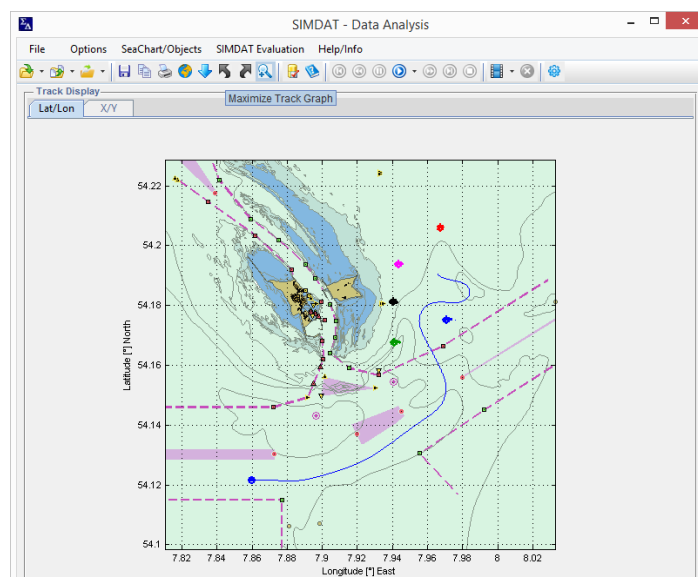 SIMDAT - Data Analysis
File Options SeaChart/Objects SIMDAT Evaluation Help/Info
Maximize Track Graph
Track Display
Lat/Lon X/Y
54.22
54.2
54.18
54.16
54.14
54.12
54.1
Latitude [°] North
7.82 7.84 7.86 7.88 7.9 7.92 7.94 7.96 7.98 8 8.02
Longitude [°] East